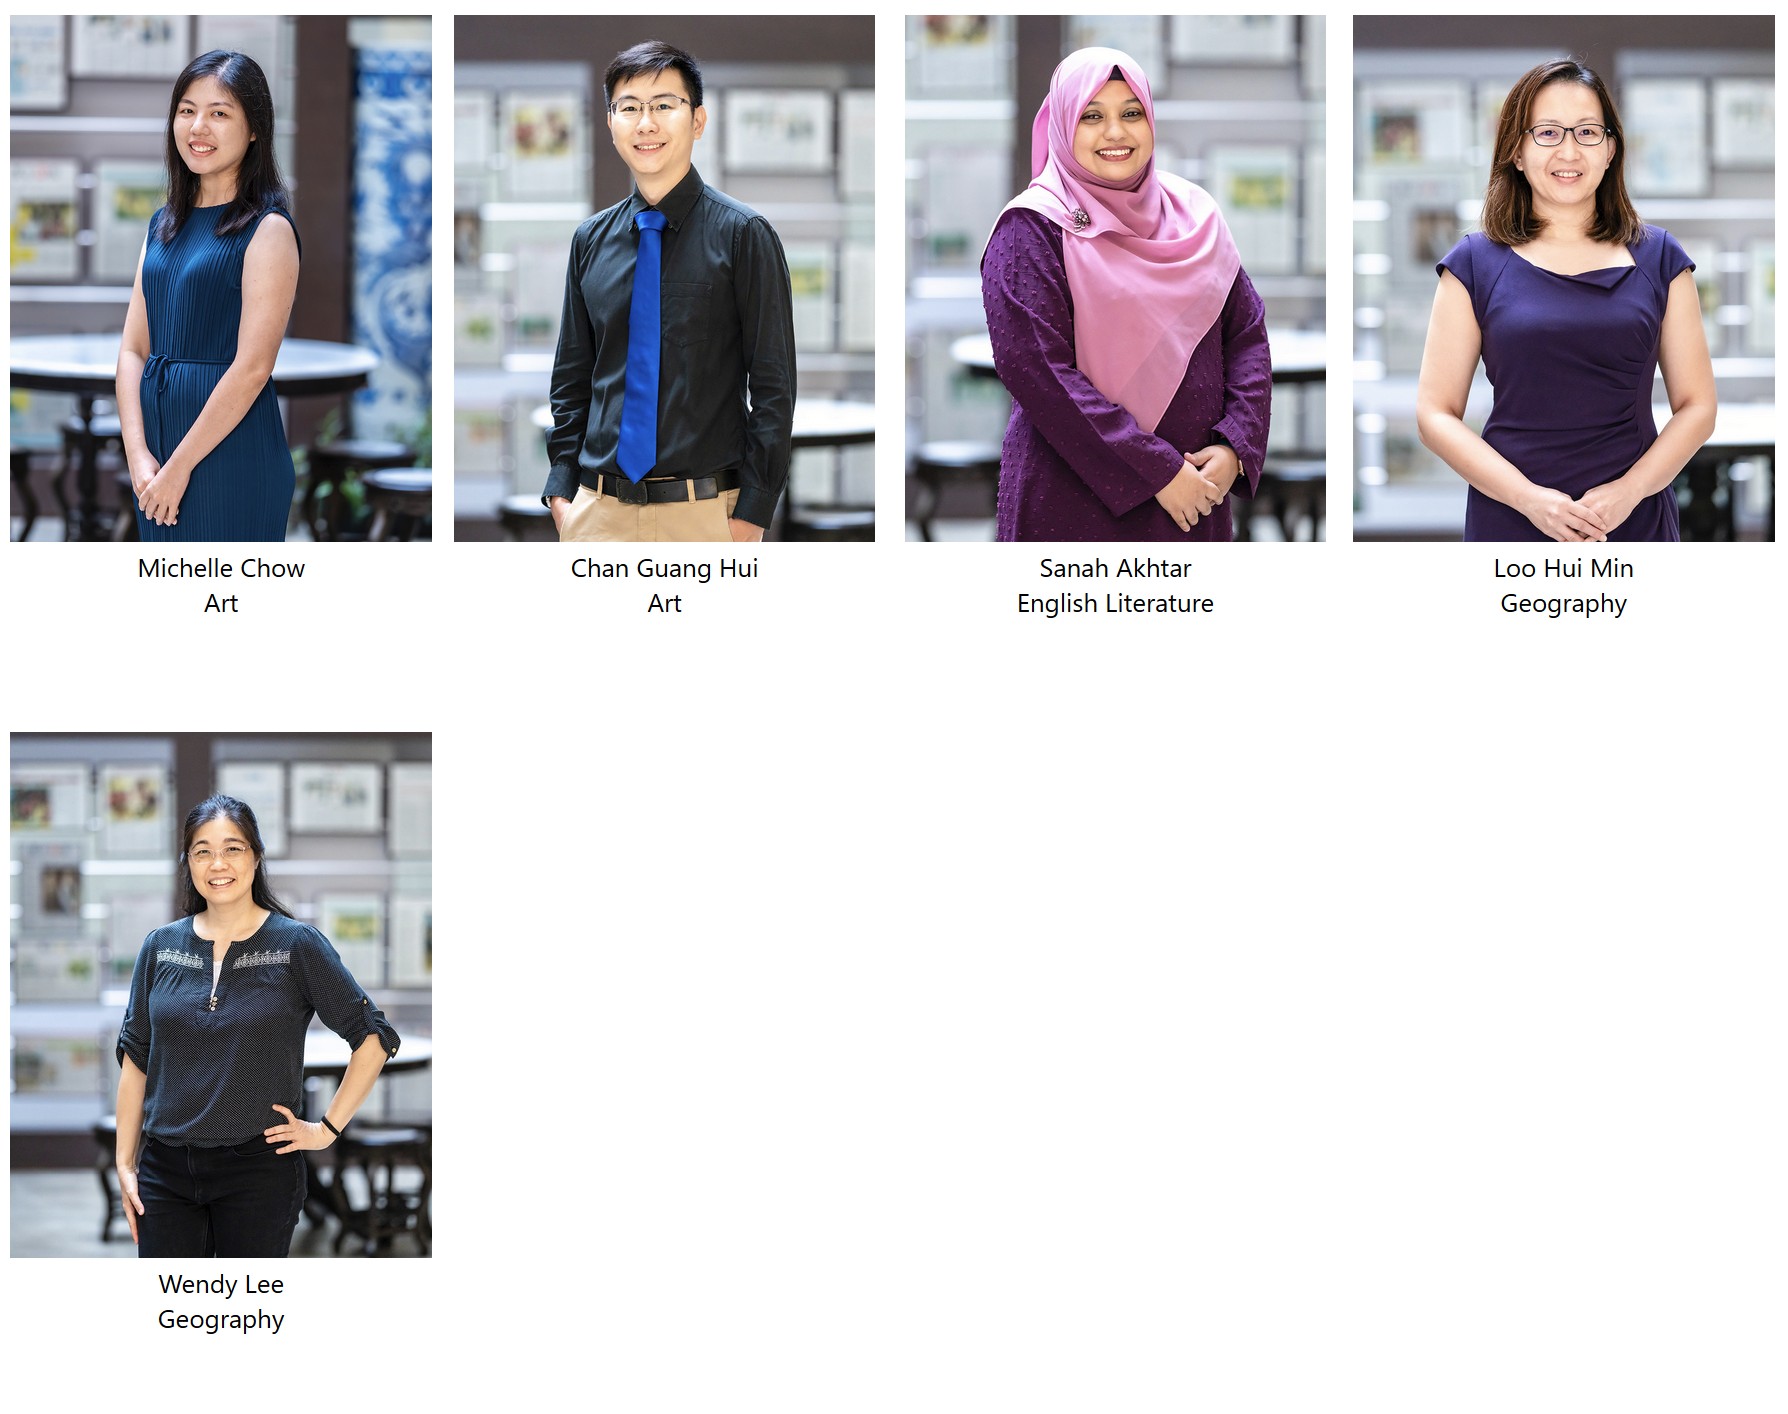 Michelle Chow
Art
Chan Guang Hui
Art
Sanah Akhtar
English Literature
Loo Hui Min
Geography
Wendy Lee
Geography